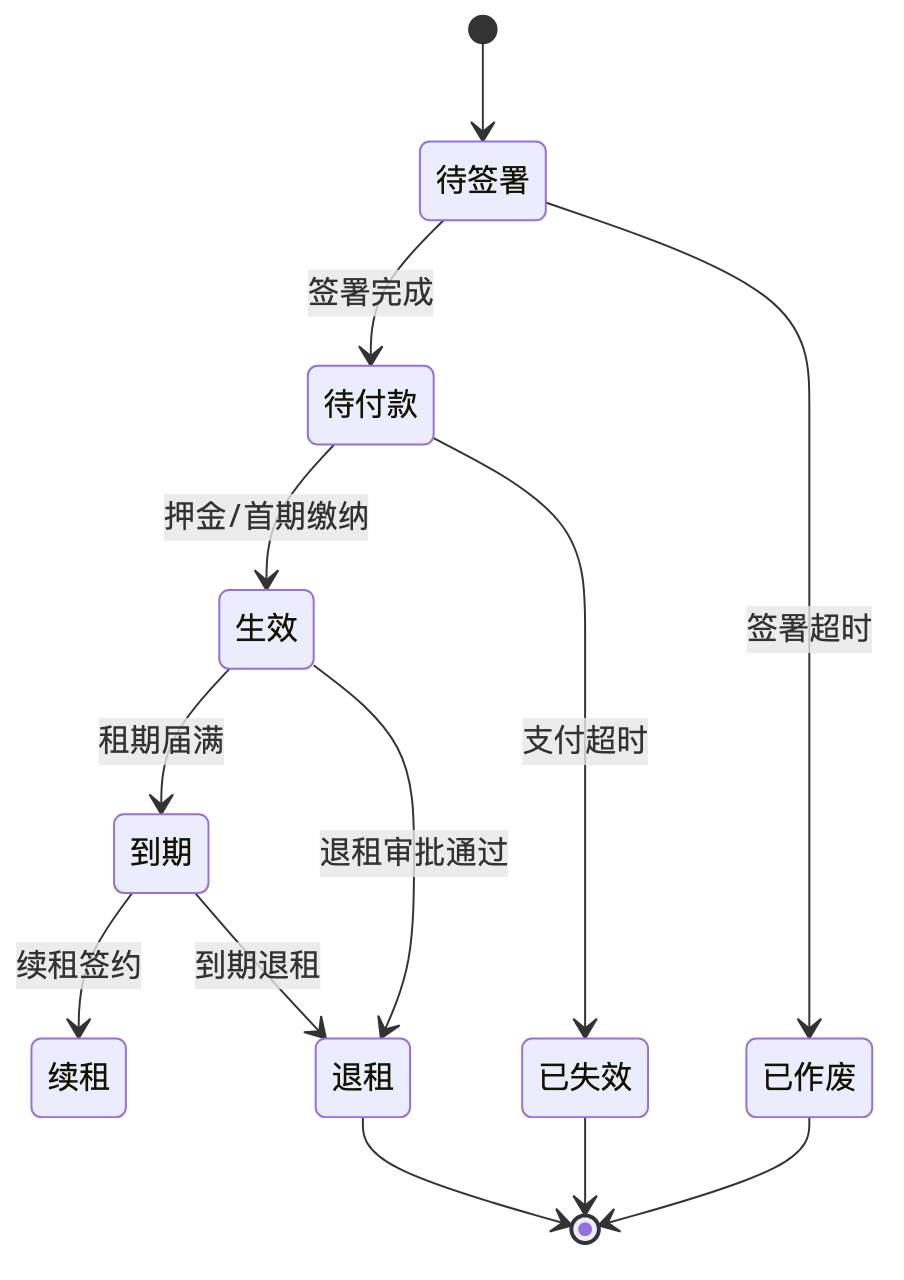 待签署
签署完成
待付款
押金/首期缴纳
生效
签署超时
租期届满
支付超时
到期
退租审批通过
续租签约
到期退租
续租
退租
已失效
已作废